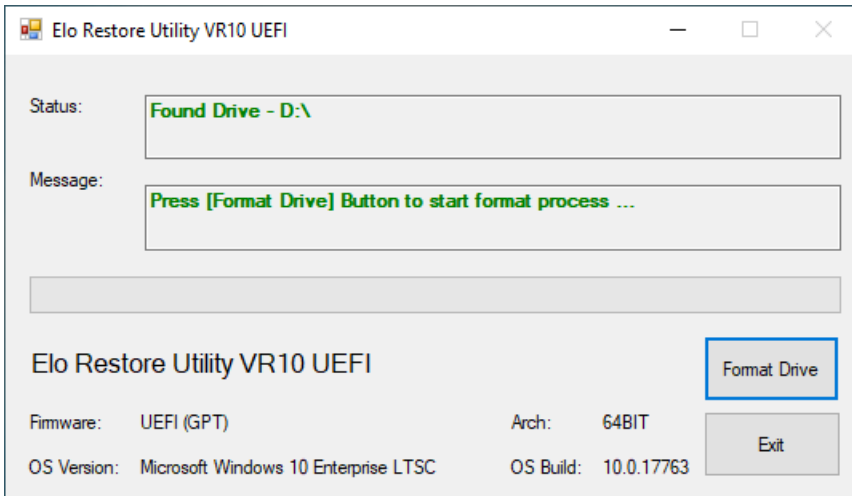 Elo Restore Utility VR10 UEFI
Status:
Found Drive - D:\
Message:
Press [Format Drive] Button to start format process ...
Elo Restore Utility VR10 UEFI
Format Drive
Firmware: UEFI (GPT) Arch: 64BIT
Exit
OS Version: Microsoft Windows 10 Enterprise LTSC OS Build: 10.0.17763